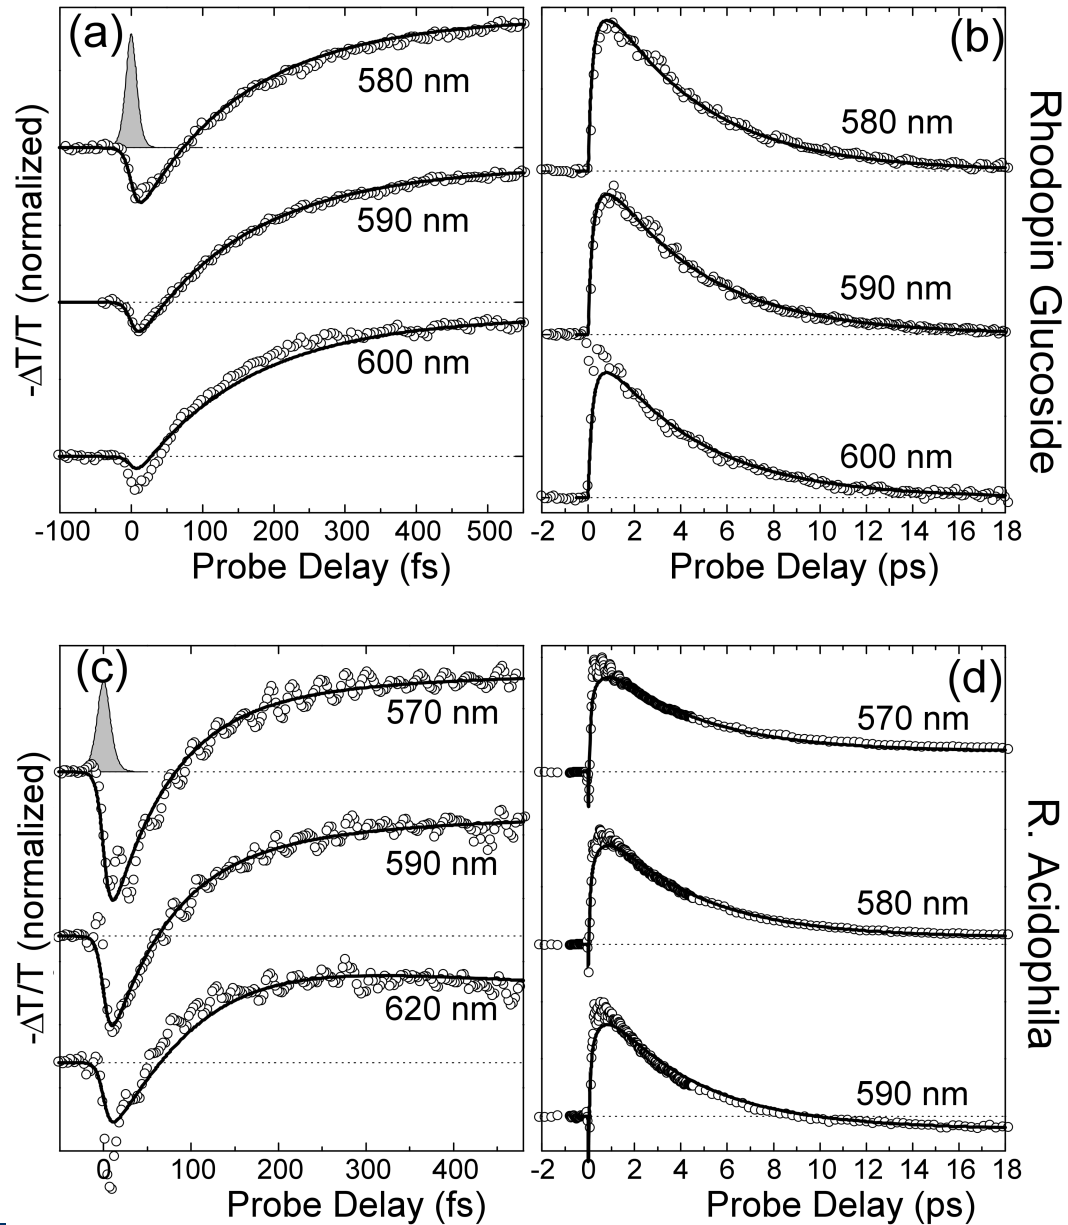 (a)
580 nm
590 nm
600 nm
-ΔT/T (normalized)
-100 0 100 200 300 400 500
Probe Delay (fs)
(b)
580 nm
590 nm
600 nm
-2 0 2 4 6 8 10 12 14 16 18
Probe Delay (ps)
Rhodopin Glucoside
(c)
570 nm
590 nm
620 nm
-ΔT/T (normalized)
0 100 200 300 400
Probe Delay (fs)
(d)
570 nm
580 nm
590 nm
-2 0 2 4 6 8 10 12 14 16 18
Probe Delay (ps)
R. Acidophila